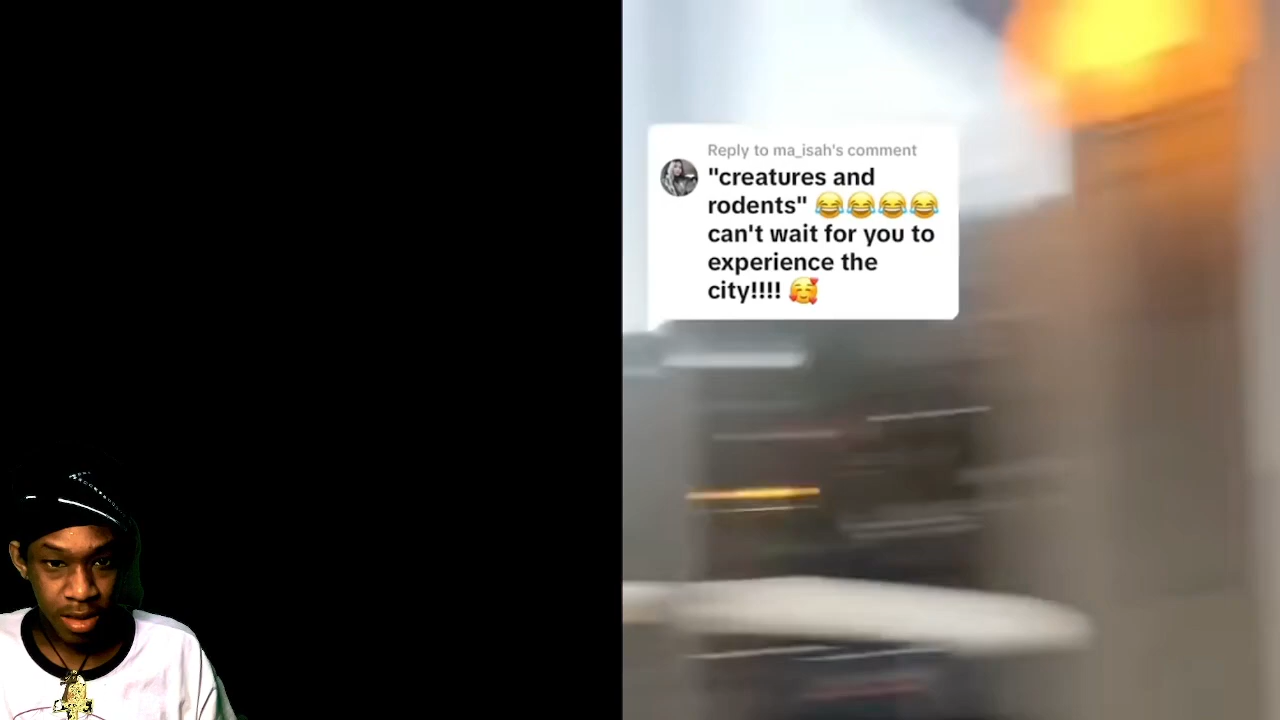 Reply to ma_isah's comment
"creatures and
rodents" 😂😂😂😂
can't wait for you to
experience the
city!!!! 🥰